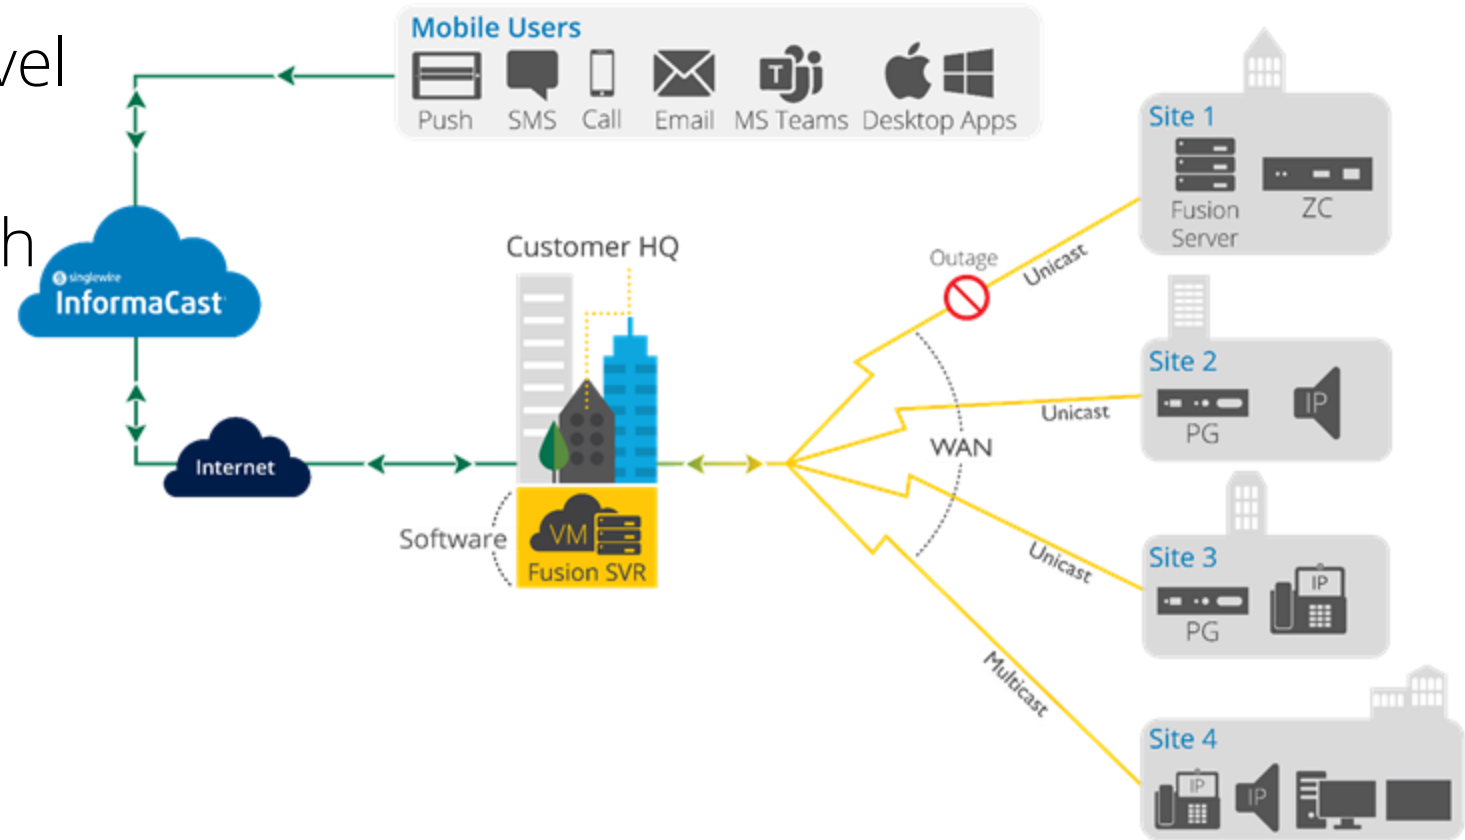 vel
h
Mobile Users
Push
SMS
Call
Email
T
MS Teams
Desktop Apps
singlewire
InformaCast
Internet
Customer HQ
Software
VM
Fusion SVR
Outage
WAN
Unicast
Unicast
Unicast
Multicast
Site 1
Fusion
Server
ZC
Site 2
PG
IP
Site 3
PG
IP
Site 4
IP
IP